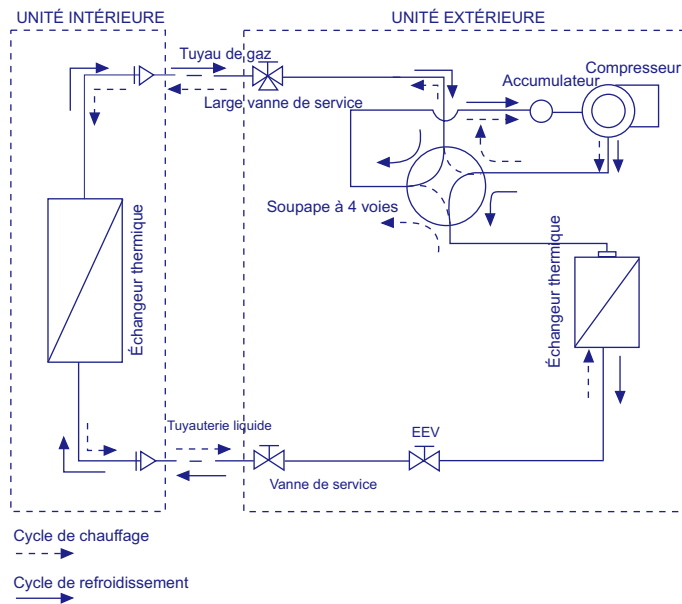 UNITÉ INTÉRIEURE
UNITÉ EXTÉRIEURE
Tuyau de gaz
Compresseur
Accumulateur
Large vanne de service
Soupape à 4 voies
Échangeur thermique
Échangeur thermique
Tuyauterie liquide
EEV
Vanne de service
Cycle de chauffage
Cycle de refroidissement